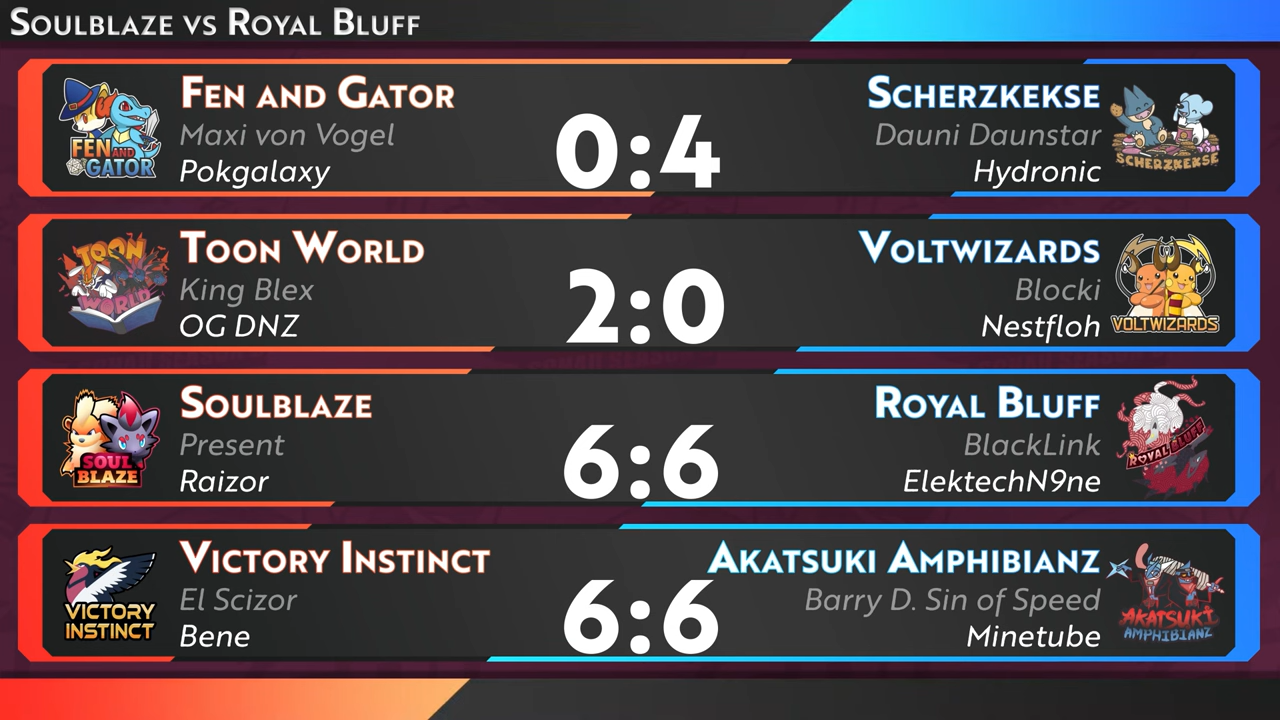 Soulblaze vs Royal Bluff
Fen and Gator
Maxi von Vogel
Pokgalaxy
0:4
Scherzkekse
Dauni Daunstar
Hydronic
FEN AND GATOR
SCHERZKEKSE
Toon World
King Blex
OG DNZ
2:0
Voltwizards
Blocki
Nestfloh
TOON WORLD
VOLTWIZARDS
Soulblaze
Present
Raizor
6:6
Royal Bluff
BlackLink
ElektechN9ne
SOUL BLAZE
ROYAL BLUFF
Victory Instinct
El Scizor
Bene
6:6
Akatsuki Amphibianz
Barry D. Sin of Speed
Minetube
VICTORY INSTINCT
AKATSUKI AMPHIBIANZ